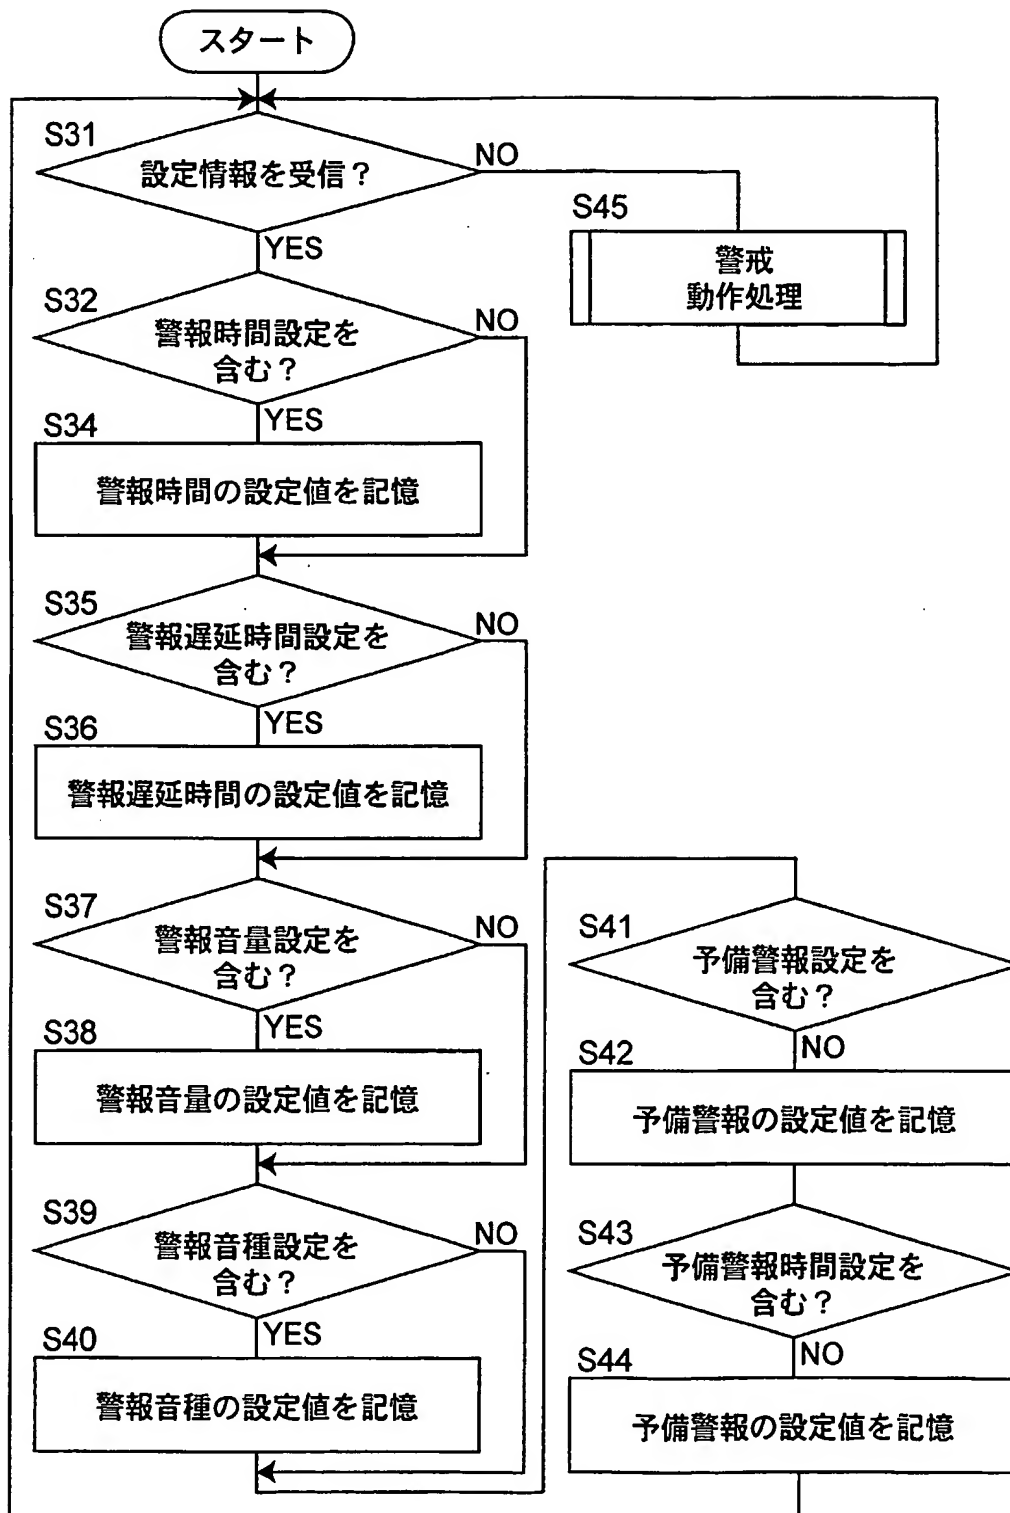 スタート
S31
設定情報を受信？
NO
YES
S45
警戒
動作処理
S32
警報時間設定を
含む？
NO
YES
S34
警報時間の設定値を記憶
S35
警報遅延時間設定を
含む？
NO
YES
S36
警報遅延時間の設定値を記憶
S37
警報音量設定を
含む？
NO
YES
S38
警報音量の設定値を記憶
S39
警報音種設定を
含む？
NO
YES
S40
警報音種の設定値を記憶
S41
予備警報設定を
含む？
NO
S42
予備警報の設定値を記憶
S43
予備警報時間設定を
含む？
NO
S44
予備警報の設定値を記憶